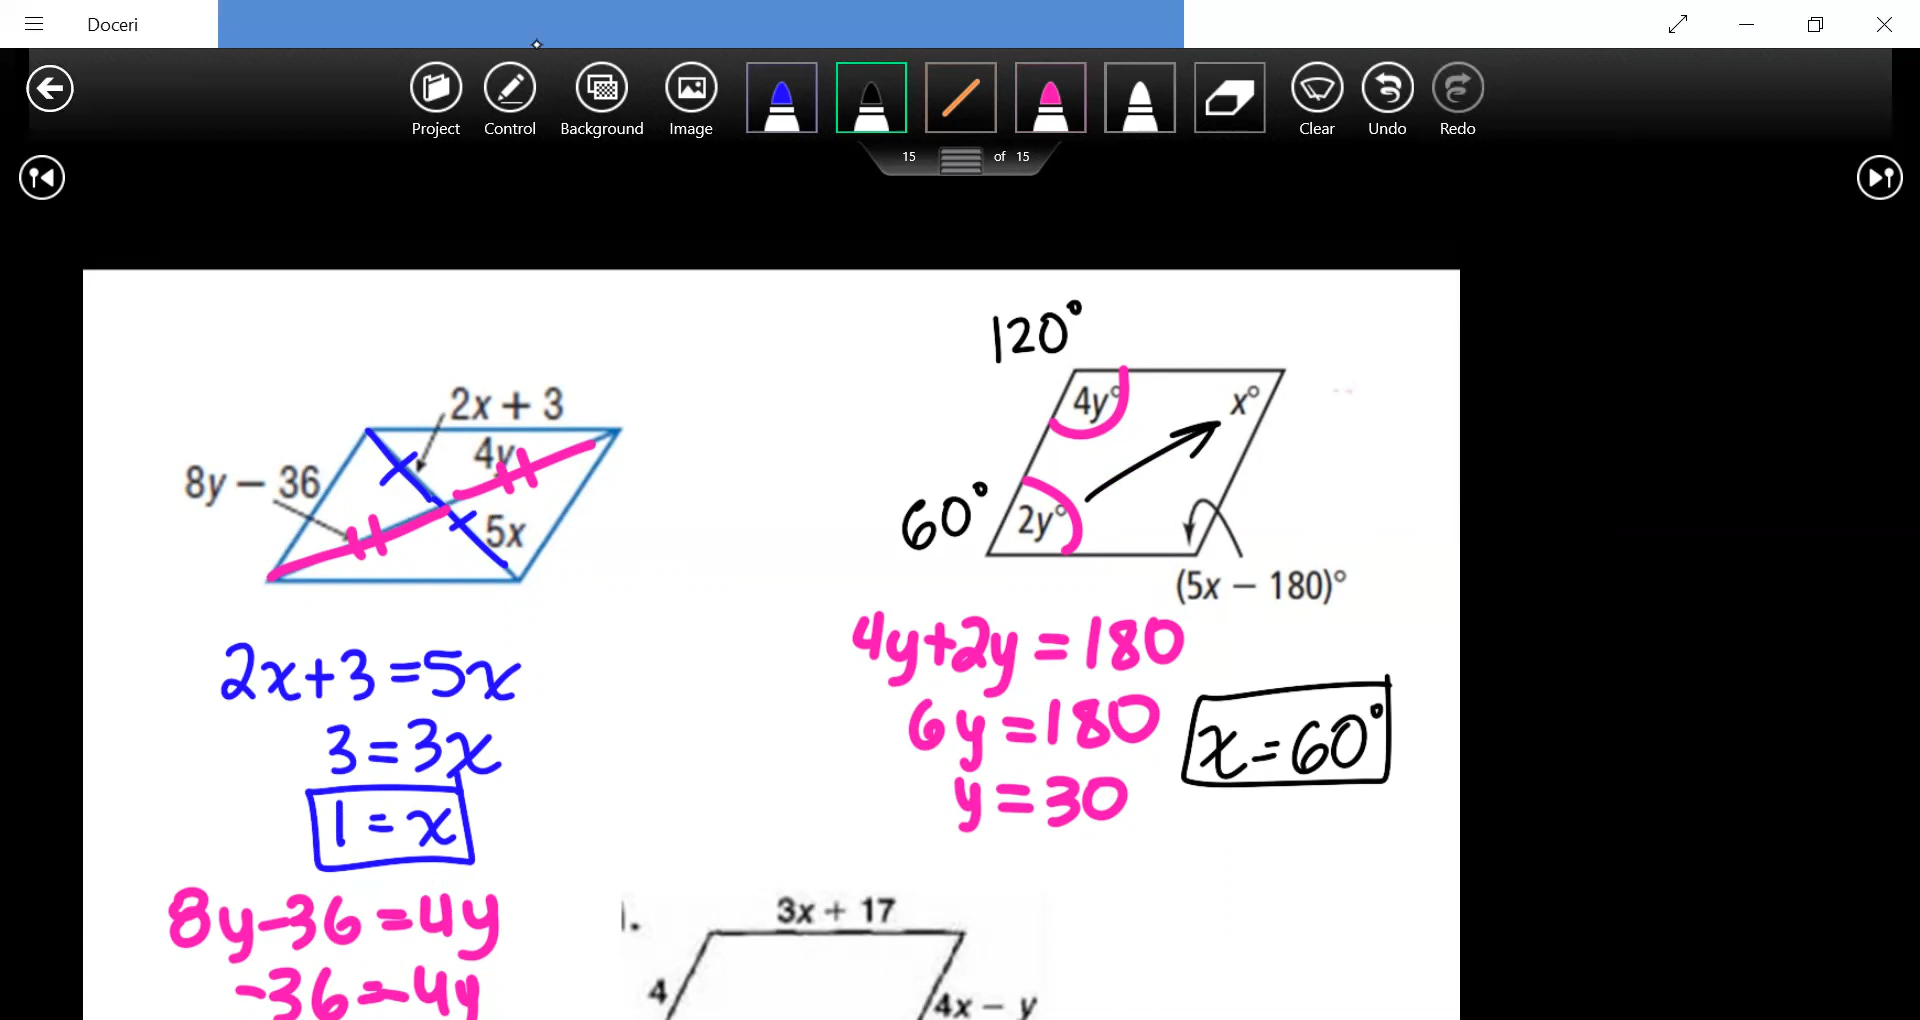 Doceri
Project
Control
Background
Image
Clear
Undo
Redo
15 of 15
2x + 3
4y
8y − 36
5x
2x+3=5x
3=3x
1=x
8y-36=4y
-36=-4y
120°
4y°
x°
60°
2y°
(5x − 180)°
4y+2y=180
6y=180
y=30
x=60°
3x + 17
4
4x − y